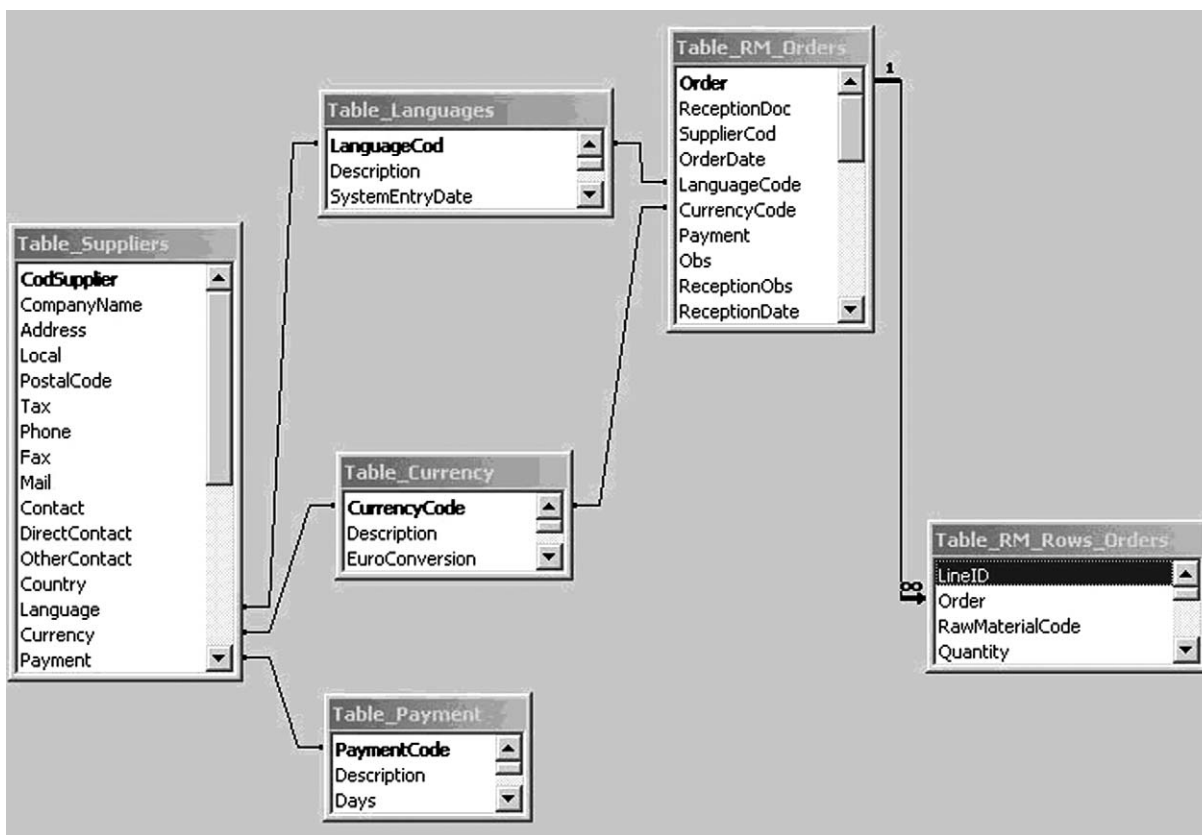 Table_Suppliers
CodSupplier
CompanyName
Address
Local
PostalCode
Tax
Phone
Fax
Mail
Contact
DirectContact
OtherContact
Country
Language
Currency
Payment
Table_Languages
LanguageCod
Description
SystemEntryDate
Table_Currency
CurrencyCode
Description
EuroConversion
Table_Payment
PaymentCode
Description
Days
Table_RM_Orders
Order
ReceptionDoc
SupplierCod
OrderDate
LanguageCode
CurrencyCode
Payment
Obs
ReceptionObs
ReceptionDate
1
∞
Table_RM_Rows_Orders
LineID
Order
RawMaterialCode
Quantity